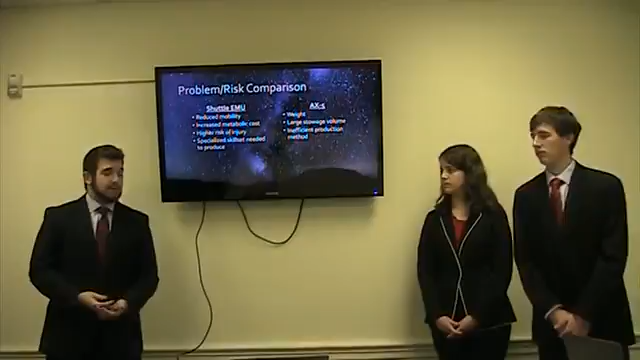 Problem/Risk Comparison
Shuttle EMU
• Reduced mobility
• Increased metabolic cost
• Higher risk of injury
• Specialized skillset needed
to produce
AX-5
• Weight
• Large stowage volume
• Inefficient production
method